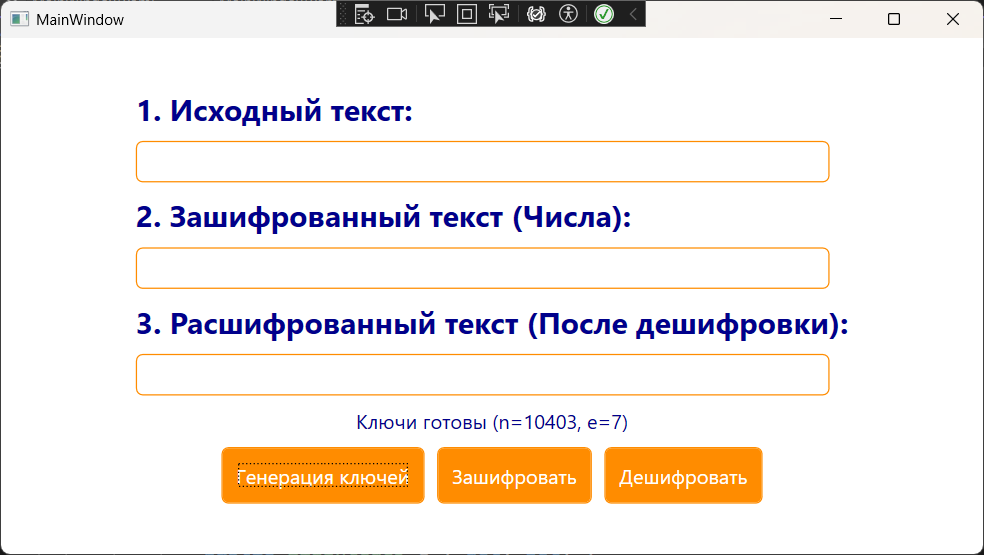 MainWindow
1. Исходный текст:
2. Зашифрованный текст (Числа):
3. Расшифрованный текст (После дешифровки):
Ключи готовы (n=10403, e=7)
Генерация ключей Зашифровать Дешифровать